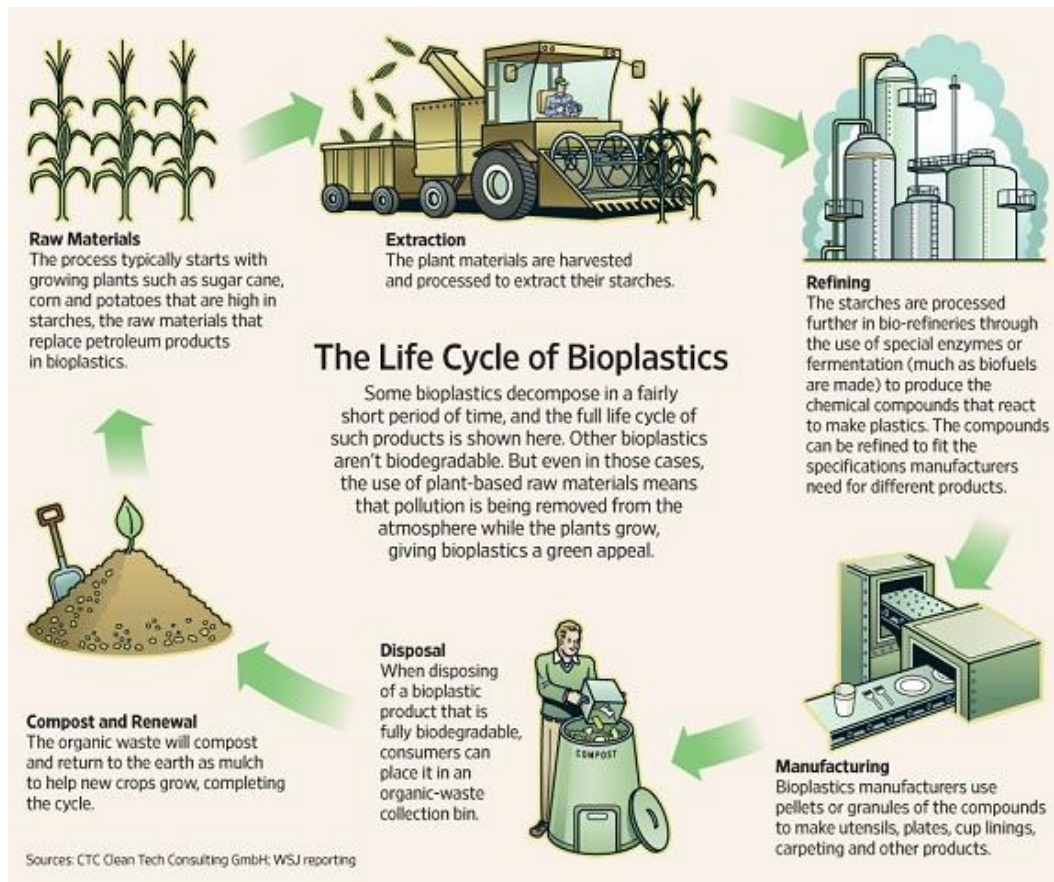 Raw Materials
The process typically starts with
growing plants such as sugar cane,
corn and potatoes that are high in
starches, the raw materials that
replace petroleum products
in bioplastics.
Extraction
The plant materials are harvested
and processed to extract their starches.
Refining
The starches are processed
further in bio-refineries through
the use of special enzymes or
fermentation (much as biofuels
are made) to produce the
chemical compounds that react
to make plastics. The compounds
can be refined to fit the
specifications manufacturers
need for different products.
The Life Cycle of Bioplastics
Some bioplastics decompose in a fairly
short period of time, and the full life cycle of
such products is shown here. Other bioplastics
aren't biodegradable. But even in those cases,
the use of plant-based raw materials means
that pollution is being removed from the
atmosphere while the plants grow,
giving bioplastics a green appeal.
Manufacturing
Bioplastics manufacturers use
pellets or granules of the compounds
to make utensils, plates, cup linings,
carpeting and other products.
Disposal
When disposing
of a bioplastic
product that is
fully biodegradable,
consumers can
place it in an
organic-waste
collection bin.
COMPOST
Compost and Renewal
The organic waste will compost
and return to the earth as mulch
to help new crops grow, completing
the cycle.
Sources: CTC Clean Tech Consulting GmbH; WSJ reporting